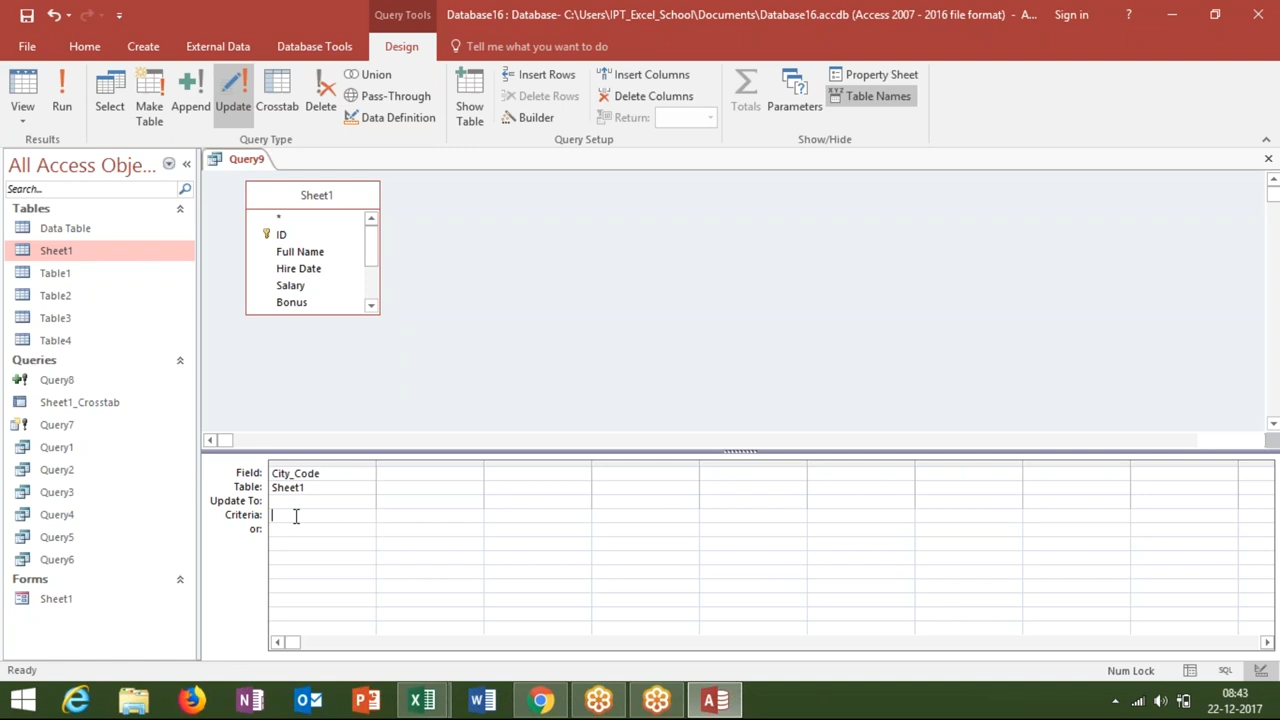 Query Tools
Database16 : Database- C:\Users\IPT_Excel_School\Documents\Database16.accdb (Access 2007 - 2016 file format) - A...
Sign in
?
File
Home
Create
External Data
Database Tools
Design
Tell me what you want to do
View
Run
Select
Make Table
Append
Update
Crosstab
Delete
Union
Pass-Through
Data Definition
Show Table
Insert Rows
Delete Rows
Builder
Insert Columns
Delete Columns
Return:
Totals
Parameters
Property Sheet
Table Names
Results
Query Type
Query Setup
Show/Hide
All Access Obje...
Search...
Tables
Data Table
Sheet1
Table1
Table2
Table3
Table4
Queries
Query8
Sheet1_Crosstab
Query7
Query1
Query2
Query3
Query4
Query5
Query6
Forms
Sheet1
Query9
Sheet1
*
ID
Full Name
Hire Date
Salary
Bonus
Field: City_Code
Table: Sheet1
Update To:
Criteria:
or:
Ready
Num Lock
SQL
08:43
22-12-2017